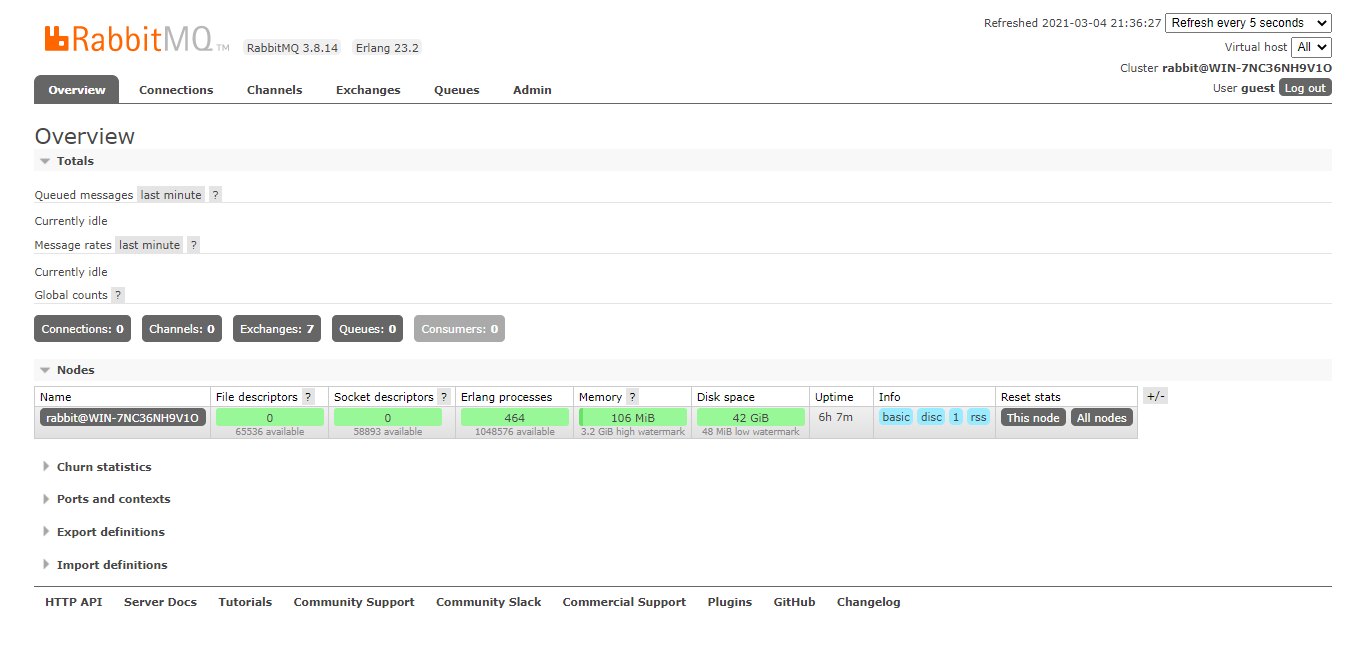 RabbitMQ TM RabbitMQ 3.8.14 Erlang 23.2
Refreshed 2021-03-04 21:36:27 Refresh every 5 seconds
Virtual host All
Cluster rabbit@WIN-7NC36NH9V1O
User guest Log out
Overview Connections Channels Exchanges Queues Admin
Overview
Totals
Queued messages last minute ?
Currently idle
Message rates last minute ?
Currently idle
Global counts ?
Connections: 0 Channels: 0 Exchanges: 7 Queues: 0 Consumers: 0
Nodes
Name File descriptors ? Socket descriptors ? Erlang processes Memory ? Disk space Uptime Info Reset stats +/-
rabbit@WIN-7NC36NH9V1O 0 0 464 106 MiB 42 GiB 6h 7m basic disc 1 rss This node All nodes
65536 available 58893 available 1048576 available 3.2 GiB high watermark 48 MiB low watermark
Churn statistics
Ports and contexts
Export definitions
Import definitions
HTTP API Server Docs Tutorials Community Support Community Slack Commercial Support Plugins GitHub Changelog